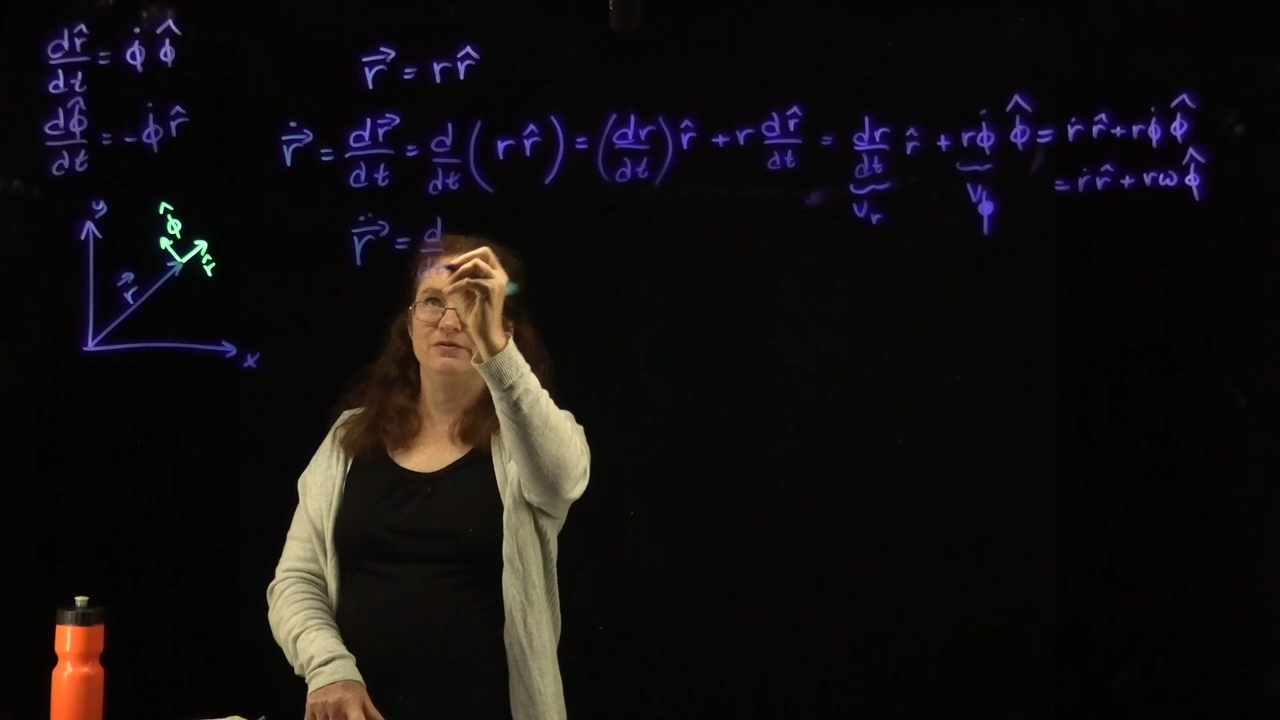 dr̂/dt = φ̇ φ̂
dφ̂/dt = -φ̇ r̂
r⃗ = r r̂
r⃗̇ = dr⃗/dt = d/dt (r r̂) = (dr/dt) r̂ + r dr̂/dt = dr/dt r̂ + rφ̇ φ̂ = ṙ r̂ + rφ̇ φ̂
v_r v_φ
= ṙ r̂ + rω φ̂
r⃗̈ = d
y
φ̂
r̂
r⃗
x